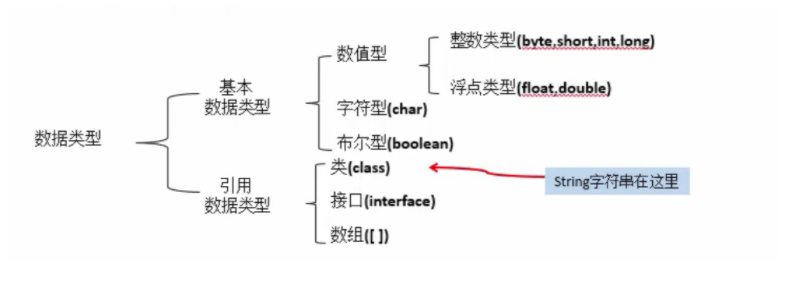 数据类型
基本
数据类型
数值型
整数类型(byte,short,int,long)
浮点类型(float,double)
字符型(char)
布尔型(boolean)
引用
数据类型
类(class)
String字符串在这里
接口(interface)
数组([ ])